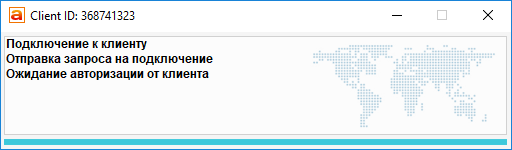 Client ID: 368741323
Подключение к клиенту
Отправка запроса на подключение
Ожидание авторизации от клиента